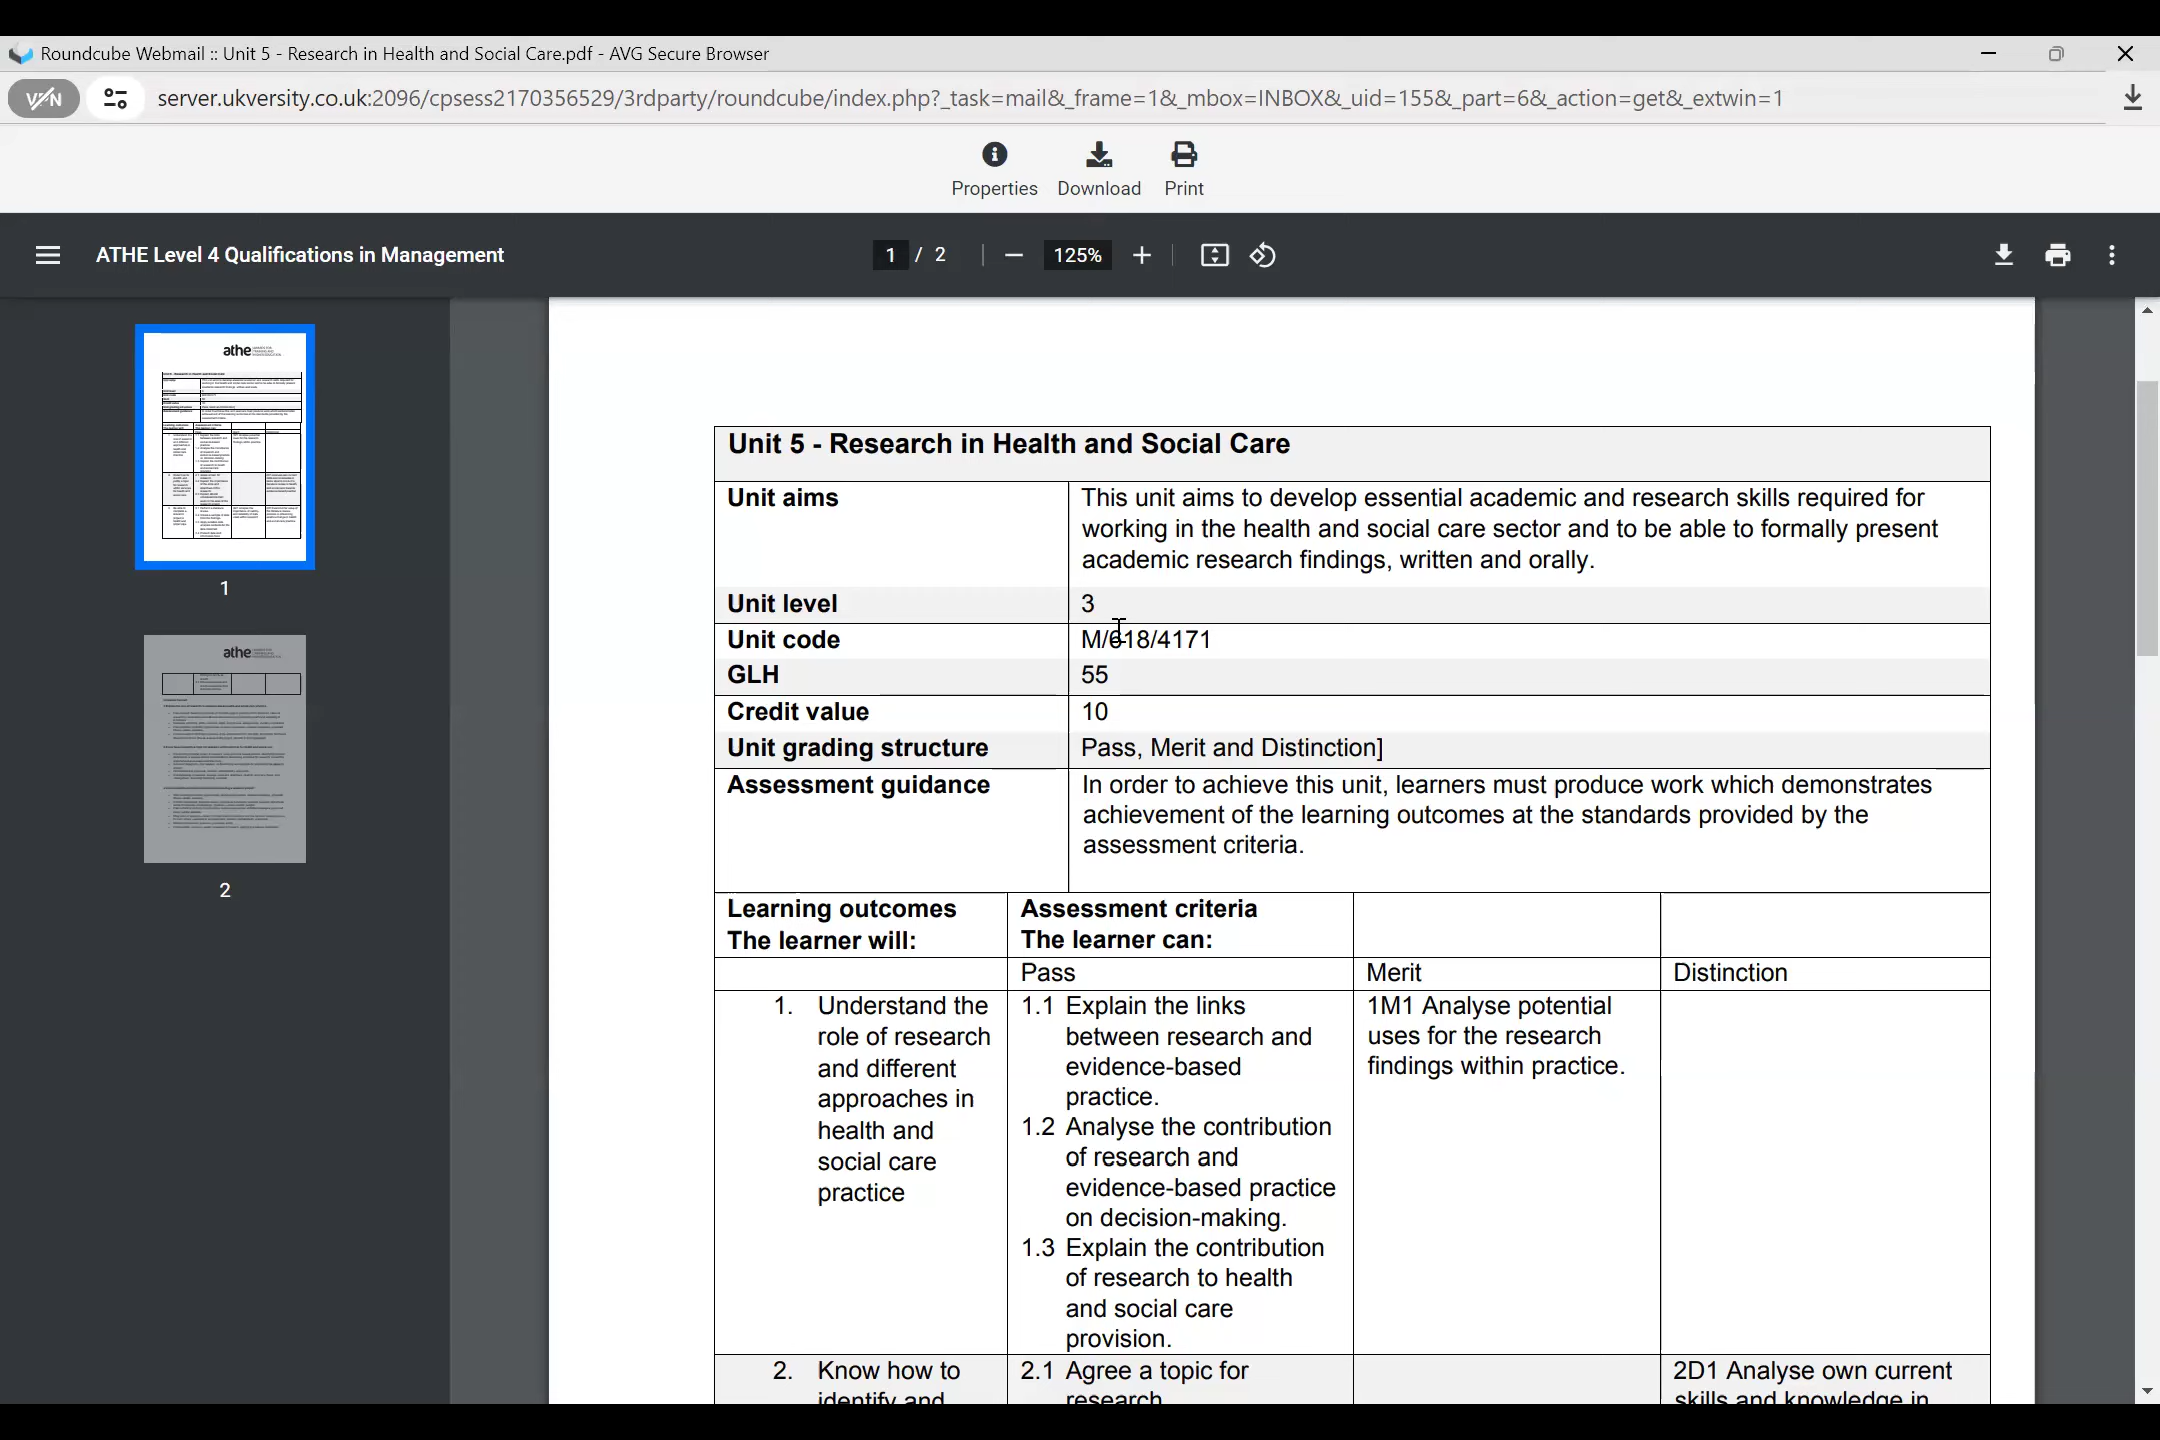 Roundcube Webmail :: Unit 5 - Research in Health and Social Care.pdf - AVG Secure Browser
VPN
server.ukversity.co.uk:2096/cpsess2170356529/3rdparty/roundcube/index.php?_task=mail&_frame=1&_mbox=INBOX&_uid=155&_part=6&_action=get&_extwin=1
Properties Download Print
ATHE Level 4 Qualifications in Management 1 / 2 125%
athe
1
athe
2
Unit 5 - Research in Health and Social Care
Unit aims
This unit aims to develop essential academic and research skills required for
working in the health and social care sector and to be able to formally present
academic research findings, written and orally.
Unit level 3
Unit code M/618/4171
GLH 55
Credit value 10
Unit grading structure Pass, Merit and Distinction]
Assessment guidance
In order to achieve this unit, learners must produce work which demonstrates
achievement of the learning outcomes at the standards provided by the
assessment criteria.
Learning outcomes
The learner will:
Assessment criteria
The learner can:
Pass Merit Distinction
1. Understand the
role of research
and different
approaches in
health and
social care
practice
1.1 Explain the links
between research and
evidence-based
practice.
1.2 Analyse the contribution
of research and
evidence-based practice
on decision-making.
1.3 Explain the contribution
of research to health
and social care
provision.
1M1 Analyse potential
uses for the research
findings within practice.
2. Know how to
identify and
2.1 Agree a topic for
research
2D1 Analyse own current
skills and knowledge in